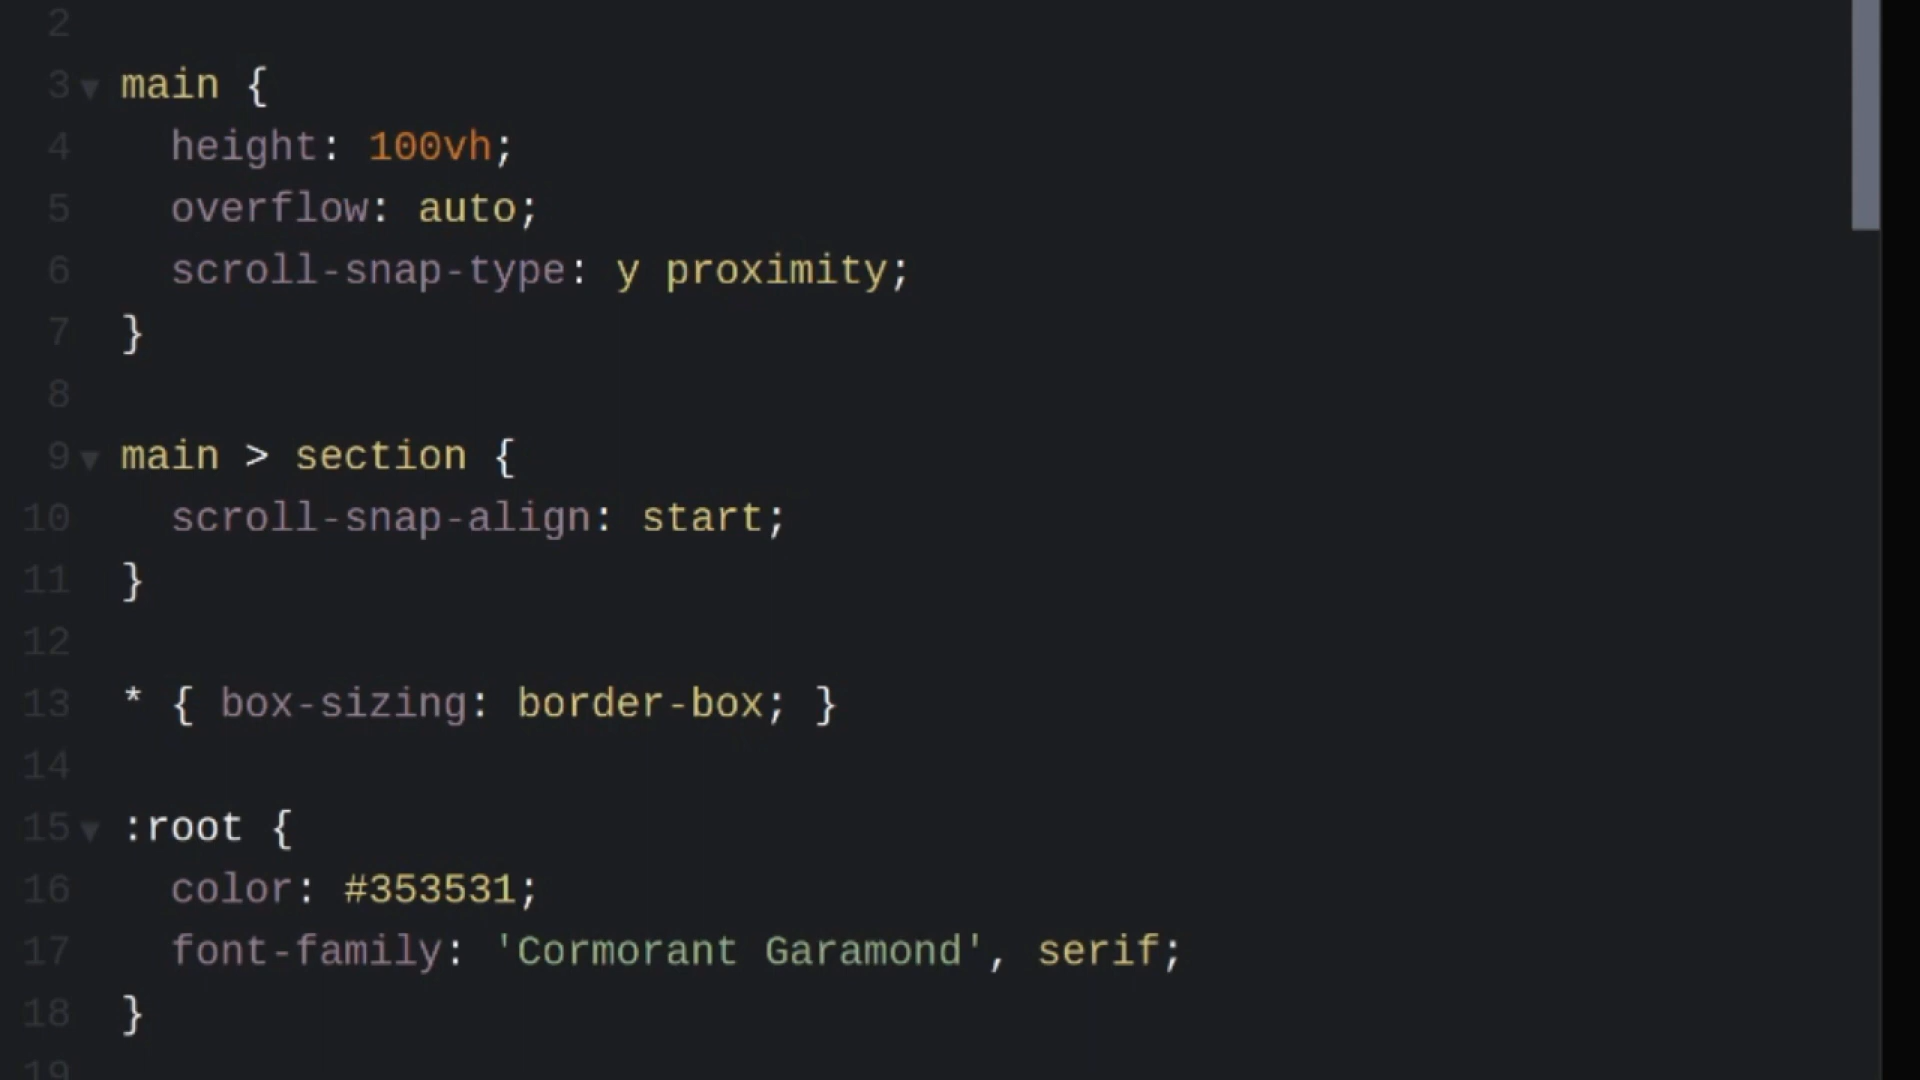 2
3 main {
4 height: 100vh;
5 overflow: auto;
6 scroll-snap-type: y proximity;
7 }
8
9 main > section {
10 scroll-snap-align: start;
11 }
12
13 * { box-sizing: border-box; }
14
15 :root {
16 color: #353531;
17 font-family: 'Cormorant Garamond', serif;
18 }
19